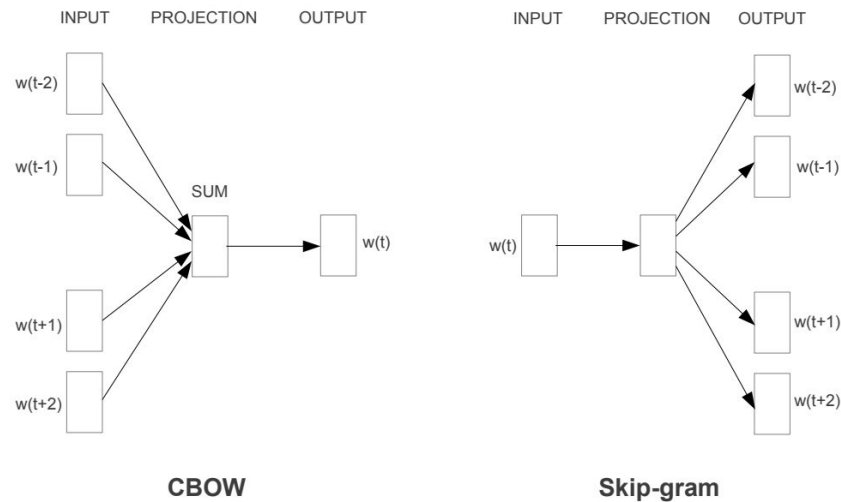 INPUT PROJECTION OUTPUT
w(t-2)
w(t-1)
SUM
w(t)
w(t+1)
w(t+2)
CBOW
INPUT PROJECTION OUTPUT
w(t-2)
w(t-1)
w(t)
w(t+1)
w(t+2)
Skip-gram